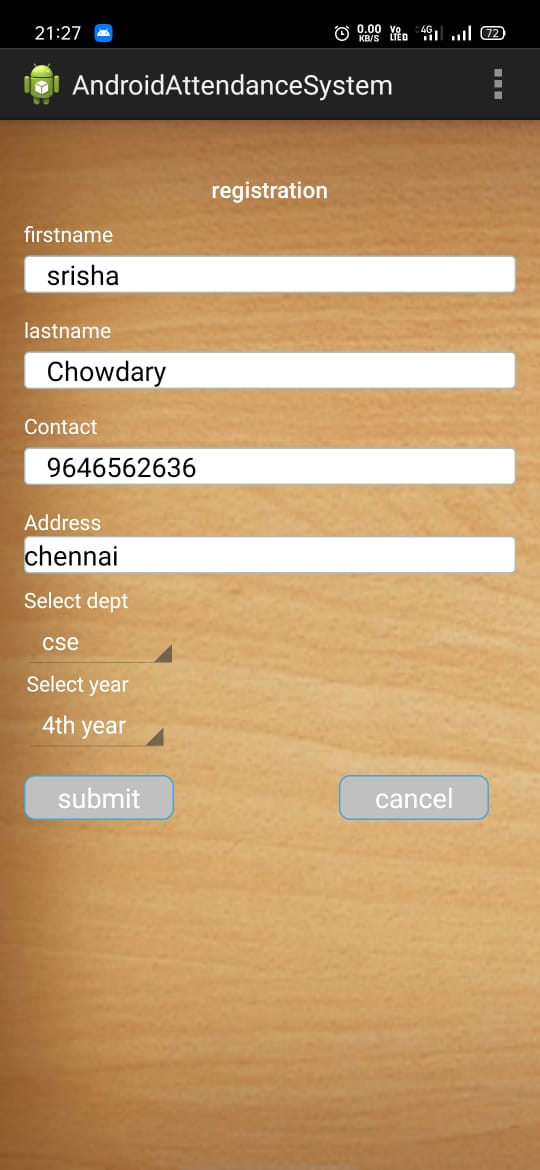 21:27 0.00 KB/S Vo LTED 4G 72
AndroidAttendanceSystem
registration
firstname
srisha
lastname
Chowdary
Contact
9646562636
Address
chennai
Select dept
cse
Select year
4th year
submit cancel